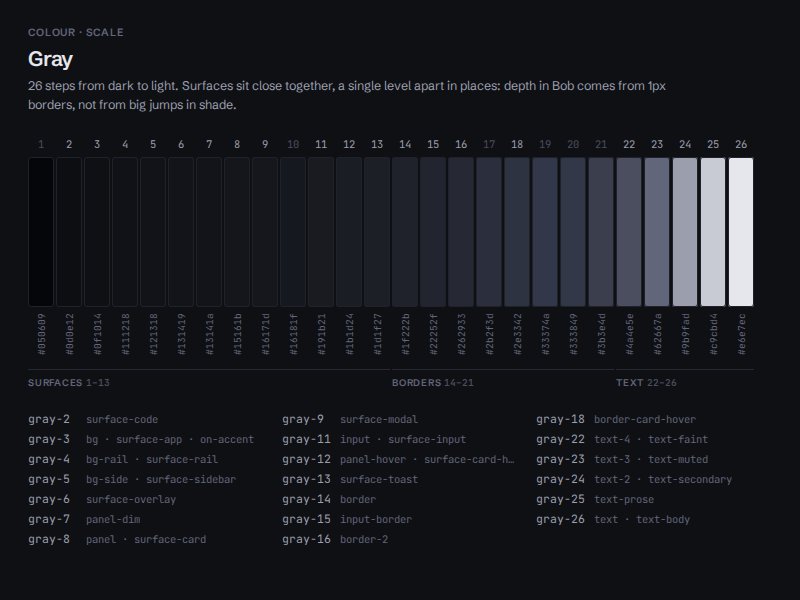 COLOUR · SCALE
Gray
26 steps from dark to light. Surfaces sit close together, a single level apart in places: depth in Bob comes from 1px
borders, not from big jumps in shade.
1 2 3 4 5 6 7 8 9 10 11 12 13 14 15 16 17 18 19 20 21 22 23 24 25 26
#050609 #0d0e12 #0f1014 #111218 #121318 #131419 #13141a #15161b #16171d #16181f #191b21 #1b1d24 #1d1f27 #1f222b #22252f #262933 #2b2f3d #2e3342 #33374a #333849 #3b3e4d #4a4e5e #62667a #9b9fad #c9cbd4 #e6e7ec
SURFACES 1–13 BORDERS 14–21 TEXT 22–26
gray-2 surface-code
gray-3 bg · surface-app · on-accent
gray-4 bg-rail · surface-rail
gray-5 bg-side · surface-sidebar
gray-6 surface-overlay
gray-7 panel-dim
gray-8 panel · surface-card
gray-9 surface-modal
gray-11 input · surface-input
gray-12 panel-hover · surface-card-h…
gray-13 surface-toast
gray-14 border
gray-15 input-border
gray-16 border-2
gray-18 border-card-hover
gray-22 text-4 · text-faint
gray-23 text-3 · text-muted
gray-24 text-2 · text-secondary
gray-25 text-prose
gray-26 text · text-body